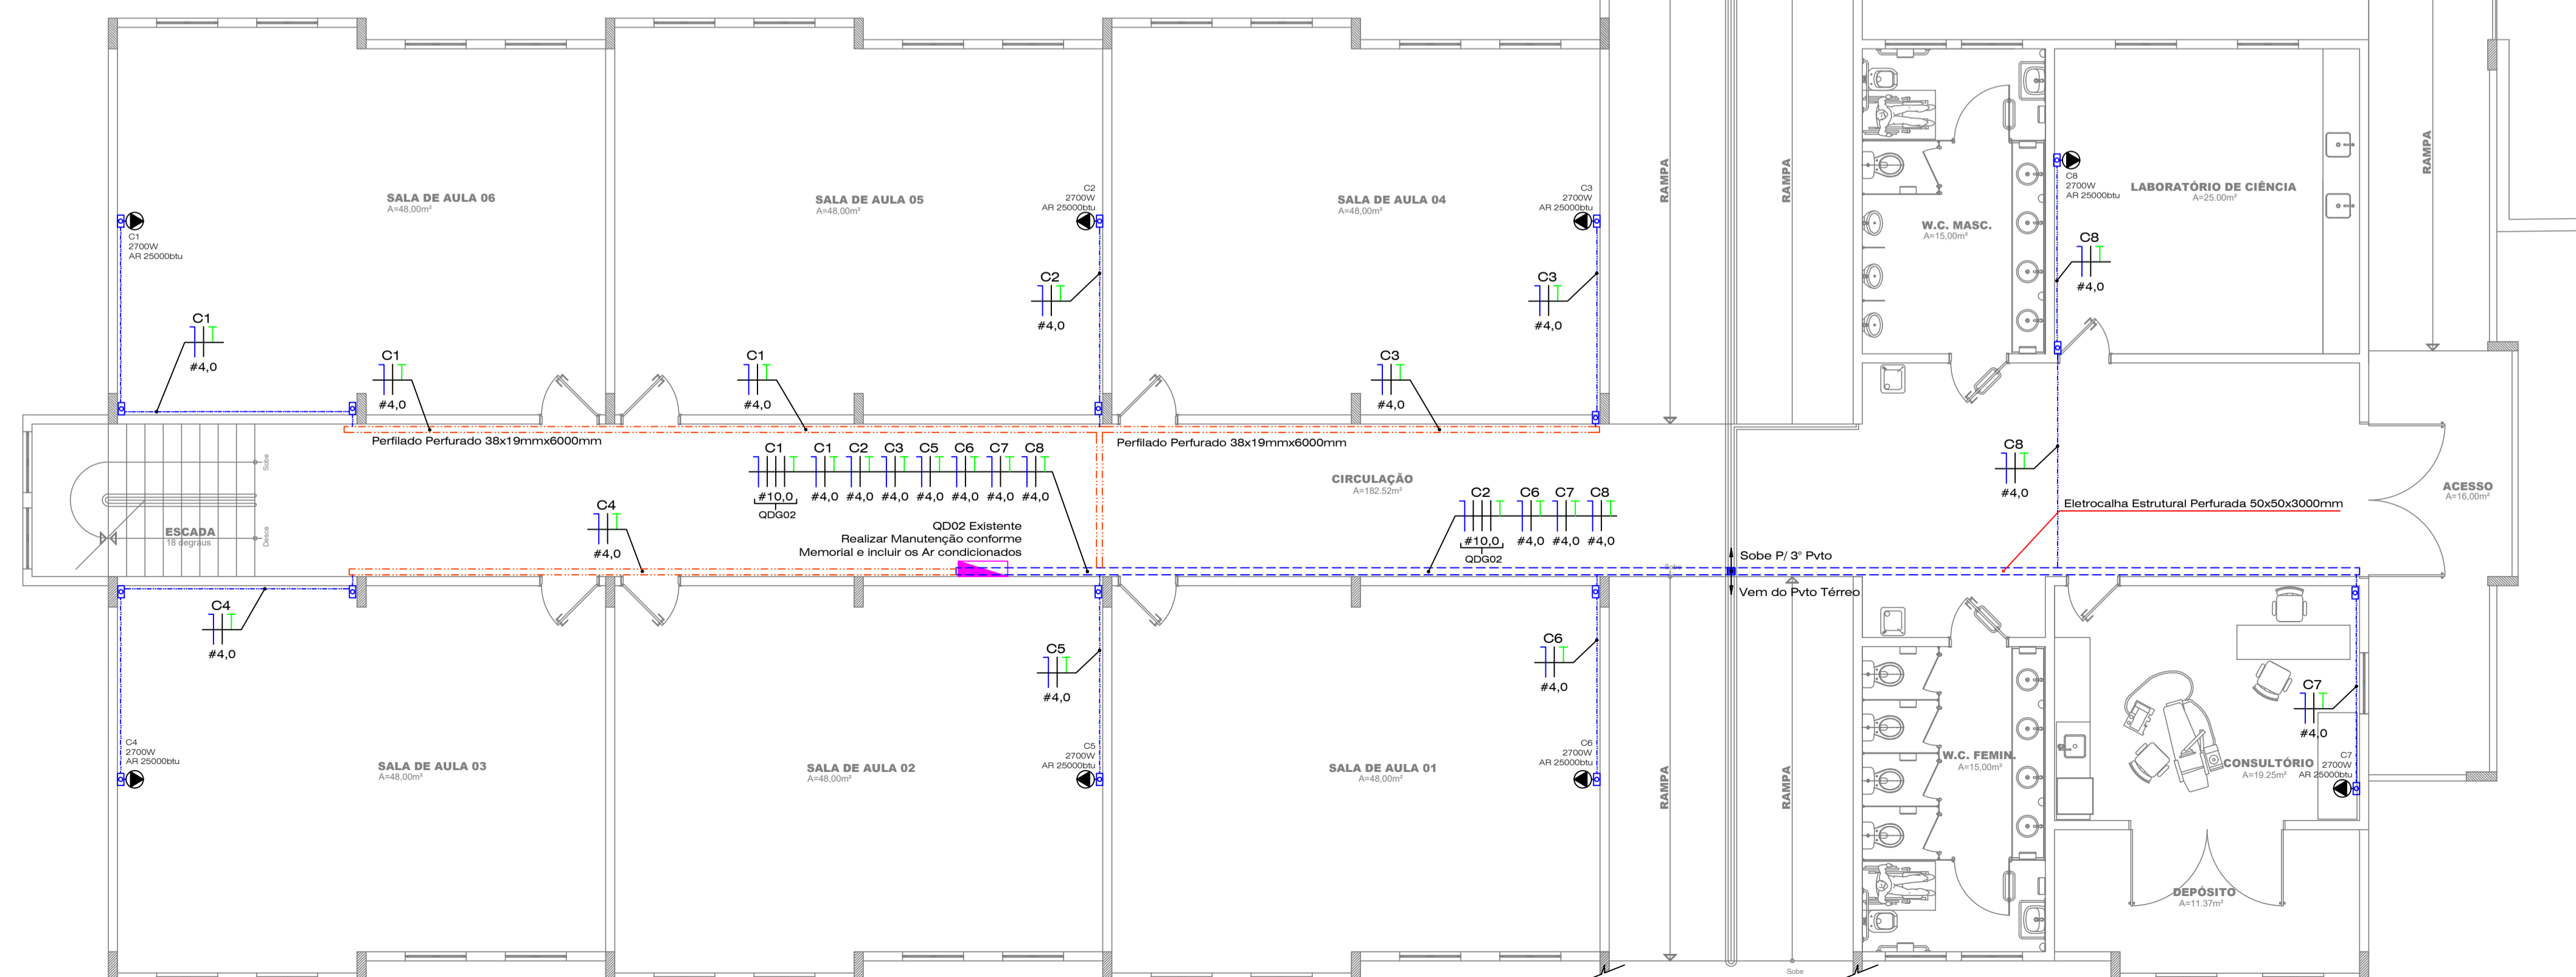 SALA DE AULA 06
A=48,00m²
C1
2700W
AR 25000btu
C1
#4,0
C1
#4,0
SALA DE AULA 05
A=48,00m²
C2
2700W
AR 25000btu
C2
#4,0
C1
#4,0
SALA DE AULA 04
A=48,00m²
C3
2700W
AR 25000btu
C3
#4,0
C3
#4,0
RAMPA
RAMPA
W.C. MASC.
A=15,00m²
C8
2700W
AR 25000btu
C8
#4,0
LABORATÓRIO DE CIÊNCIA
A=25.00m²
RAMPA
Perfilado Perfurado 38x19mmx6000mm
Perfilado Perfurado 38x19mmx6000mm
C1 C1 C2 C3 C5 C6 C7 C8
#10,0 #4,0 #4,0 #4,0 #4,0 #4,0 #4,0 #4,0
QDG02
CIRCULAÇÃO
A=182.52m²
C2 C6 C7 C8
#10,0 #4,0 #4,0 #4,0
QDG02
C8
#4,0
ACESSO
A=16,00m²
Eletrocalha Estrutural Perfurada 50x50x3000mm
Sobe
Desce
ESCADA
18 degraus
C4
#4,0
QD02 Existente
Realizar Manutenção conforme
Memorial e incluir os Ar condicionados
Sobe P/ 3° Pvto
Sobe
Vem do Pvto Térreo
C4
#4,0
C4
2700W
AR 25000btu
SALA DE AULA 03
A=48,00m²
C5
#4,0
SALA DE AULA 02
A=48,00m²
C5
2700W
AR 25000btu
C6
#4,0
SALA DE AULA 01
A=48,00m²
C6
2700W
AR 25000btu
RAMPA
RAMPA
W.C. FEMIN.
A=15,00m²
C7
#4,0
CONSULTÓRIO
A=19.25m²
C7
2700W
AR 25000btu
DEPÓSITO
A=11.37m²
Sobe